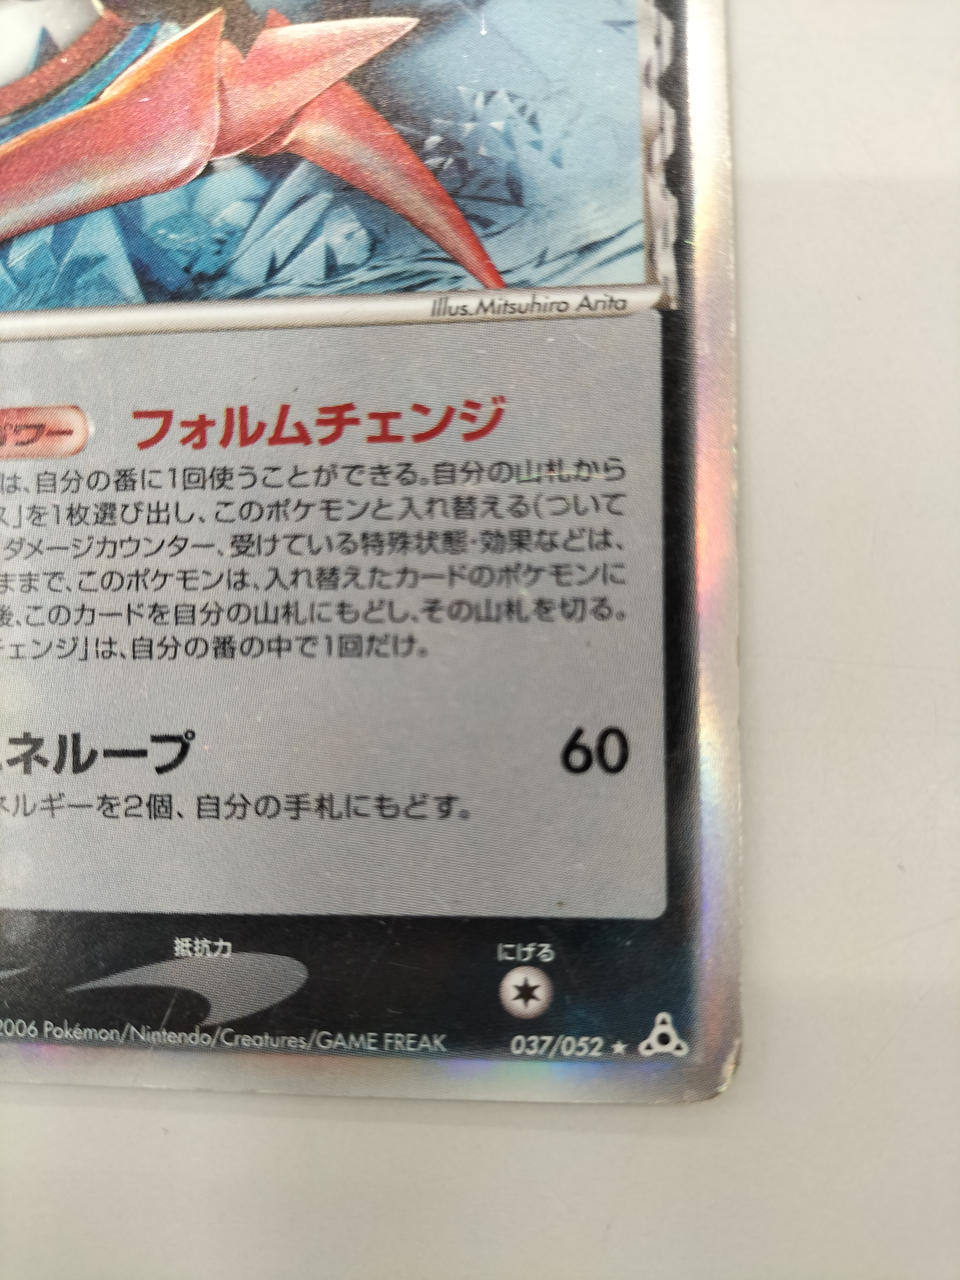 Illus.Mitsuhiro Arita
パワー フォルムチェンジ
は、自分の番に1回使うことができる。自分の山札から
ス」を1枚選び出し、このポケモンと入れ替える(ついて
ダメージカウンター、受けている特殊状態・効果などは、
ままで、このポケモンは、入れ替えたカードのポケモンに
後、このカードを自分の山札にもどし、その山札を切る。
チェンジ」は、自分の番の中で1回だけ。
ネループ 60
ネルギーを2個、自分の手札にもどす。
抵抗力 にげる
2006 Pokémon/Nintendo/Creatures/GAME FREAK 037/052 ★